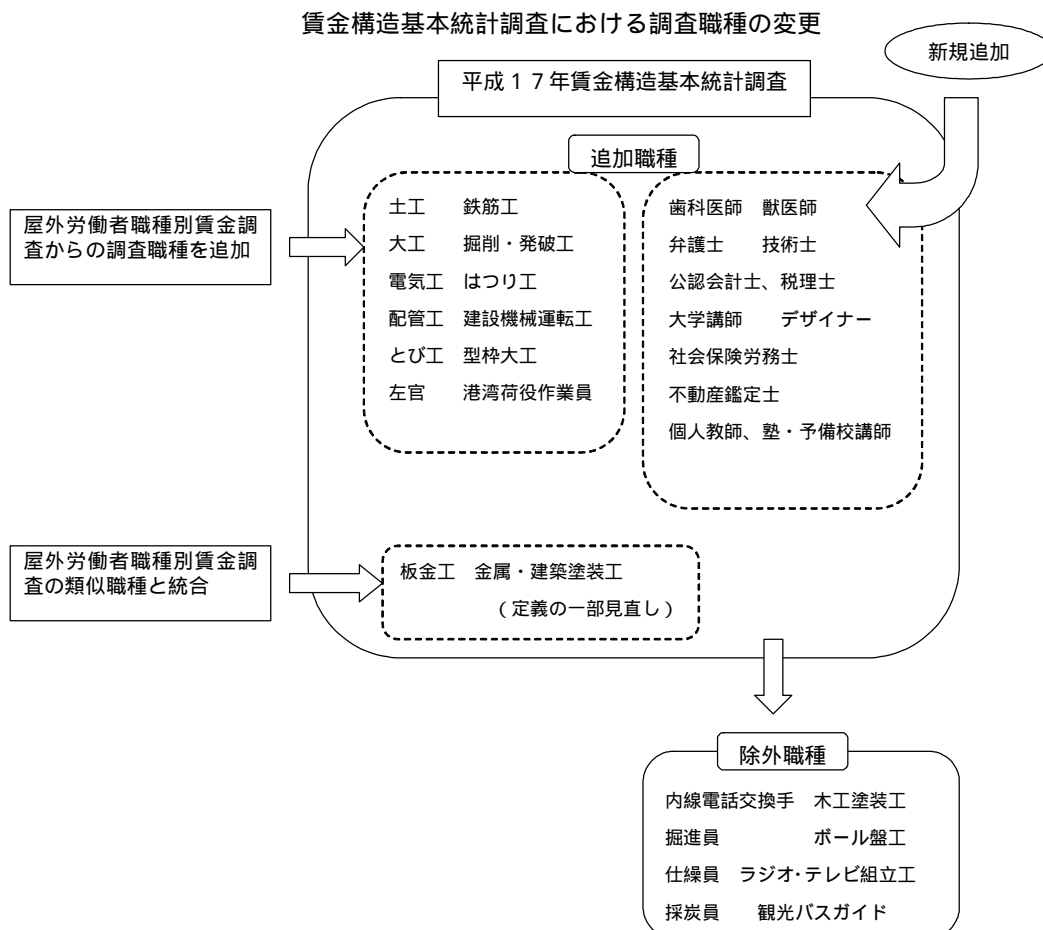 賃金構造基本統計調査における調査職種の変更
新規追加
平成１７年賃金構造基本統計調査
追加職種
屋外労働者職種別賃金調
査からの調査職種を追加
土工　鉄筋工
大工　掘削・発破工
電気工　はつり工
配管工　建設機械運転工
とび工　型枠大工
左官　港湾荷役作業員
歯科医師　獣医師
弁護士　技術士
公認会計士、税理士
大学講師　デザイナー
社会保険労務士
不動産鑑定士
個人教師、塾・予備校講師
屋外労働者職種別賃金調
査の類似職種と統合
板金工　金属・建築塗装工
（定義の一部見直し）
除外職種
内線電話交換手　木工塗装工
掘進員　ボール盤工
仕繰員　ラジオ・テレビ組立工
採炭員　観光バスガイド